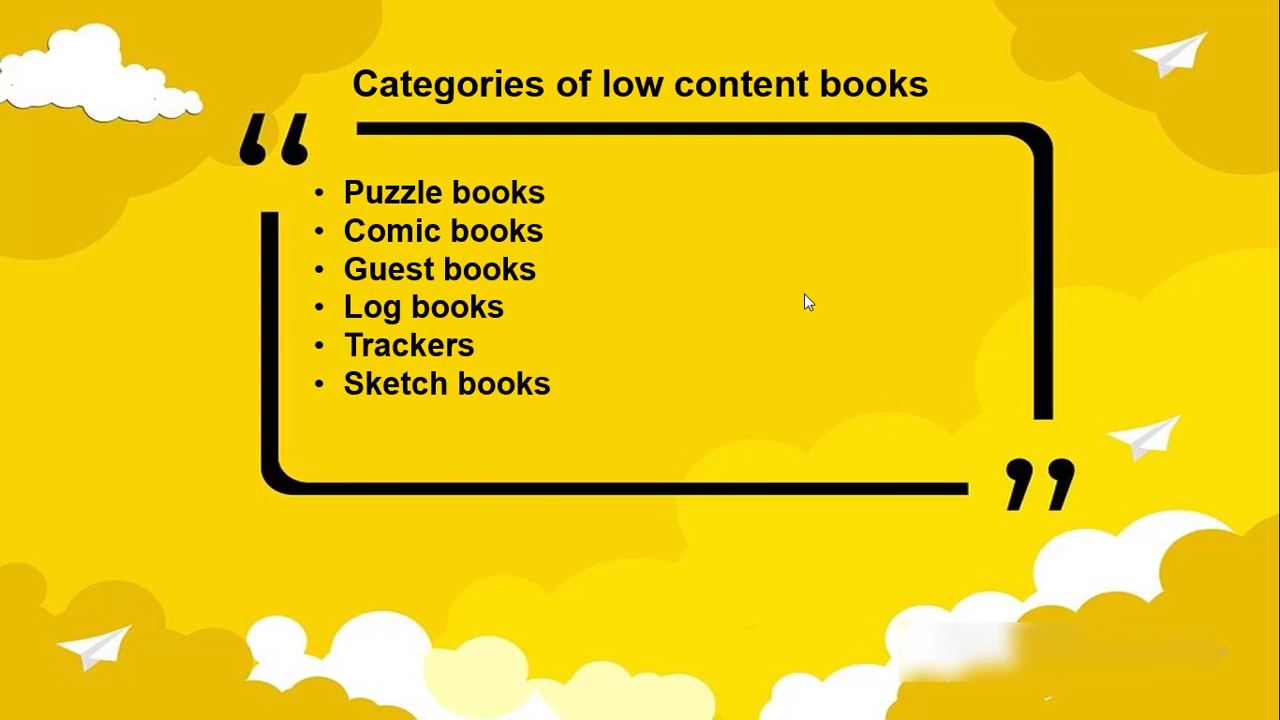 Categories of low content books
“
• Puzzle books
• Comic books
• Guest books
• Log books
• Trackers
• Sketch books
”